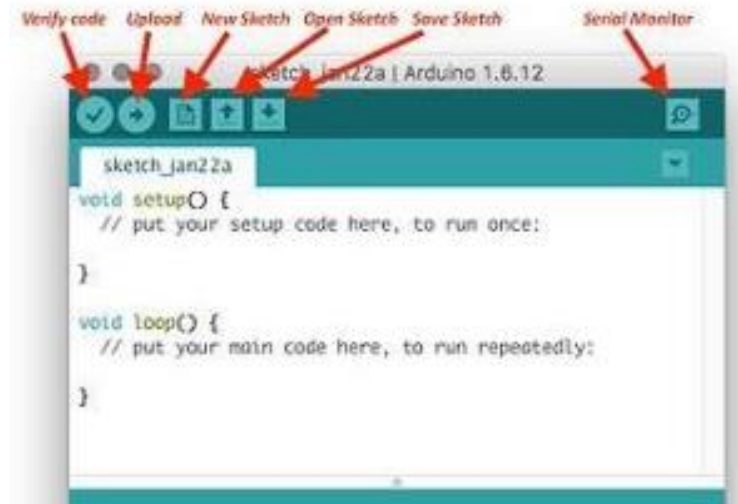 Verify code Upload New Sketch Open Sketch Save Sketch Serial Monitor
sketch_jan22a | Arduino 1.6.12
sketch_jan22a
void setup() {
// put your setup code here, to run once:
}
void loop() {
// put your main code here, to run repeatedly:
}